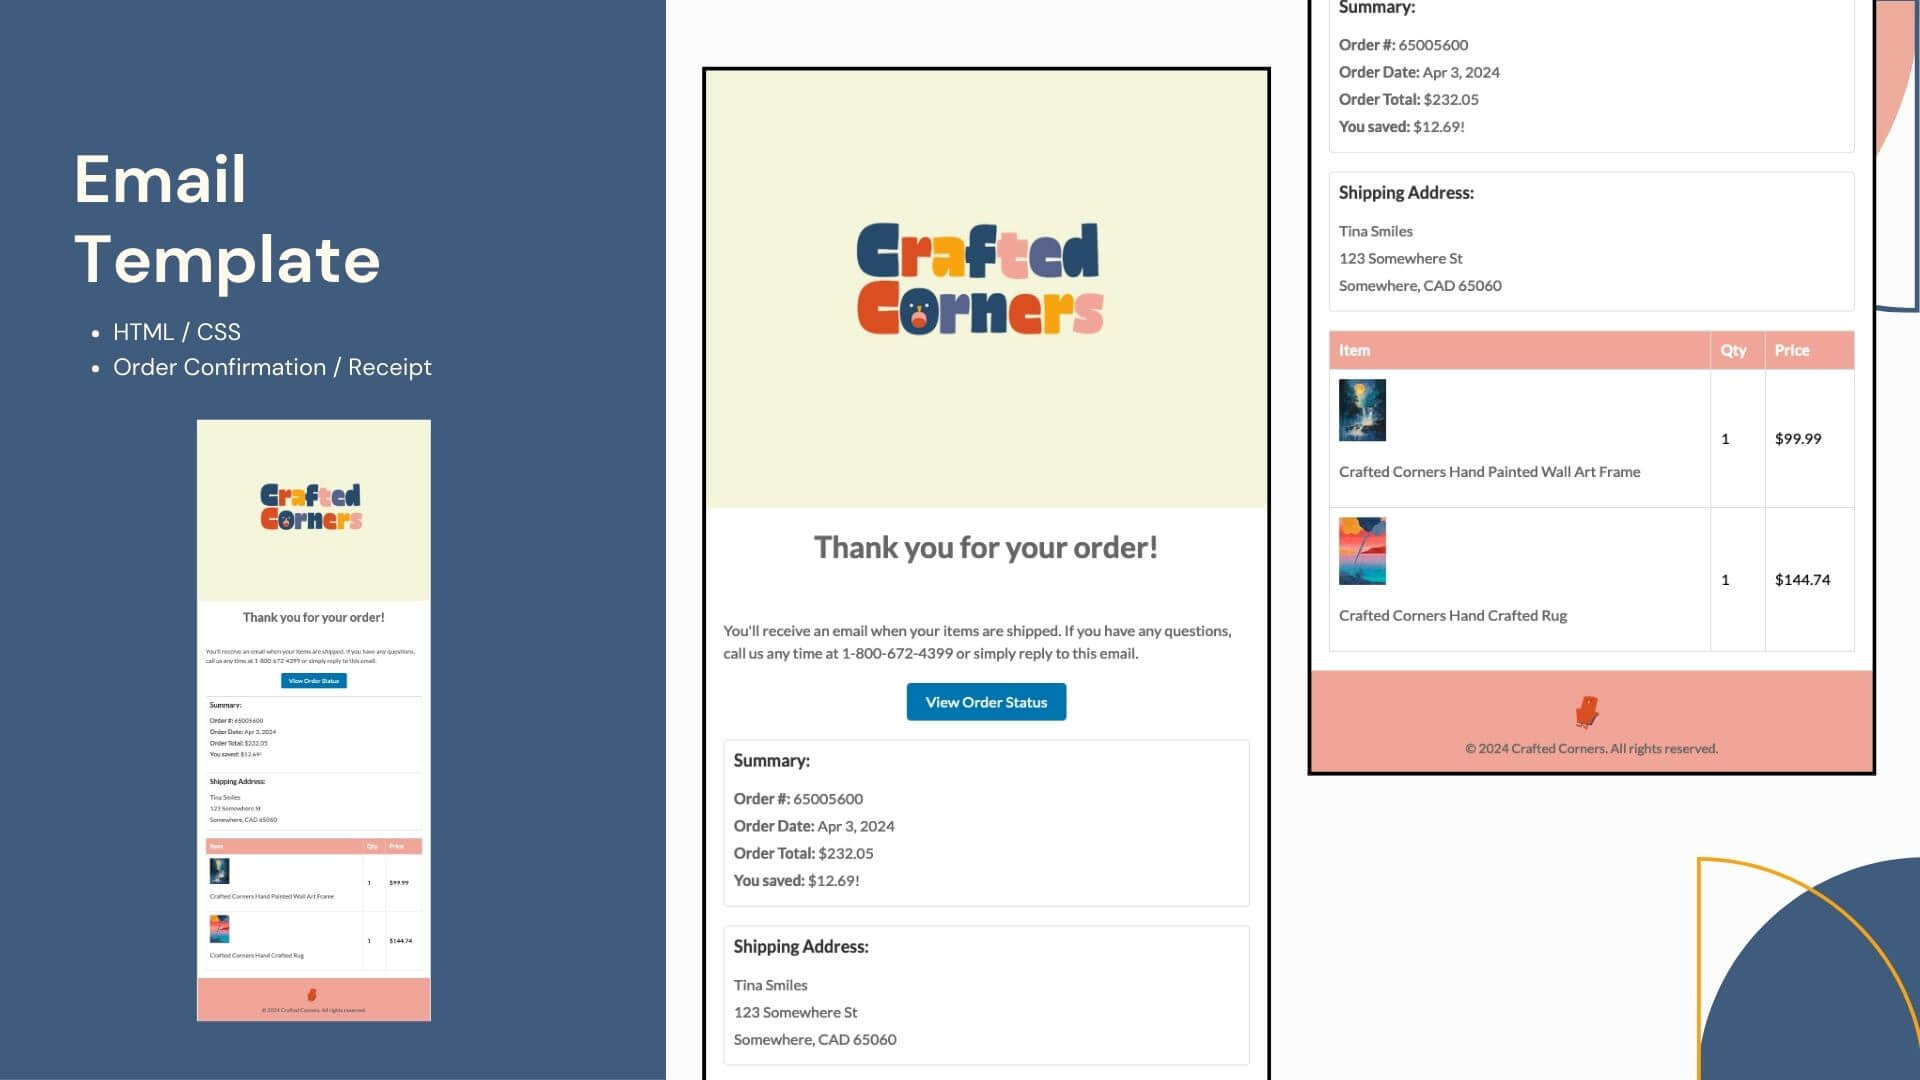 Email
Template
HTML / CSS
Order Confirmation / Receipt
Crafted
Corners
Thank you for your order!
You'll receive an email when your items are shipped. If you have any questions,
call us any time at 1-800-672-4399 or simply reply to this email.
View Order Status
Summary:
Order #: 65005600
Order Date: Apr 3, 2024
Order Total: $232.05
You saved: $12.69!
Shipping Address:
Tina Smiles
123 Somewhere St
Somewhere, CAD 65060
Item Qty Price
1 $99.99
Crafted Corners Hand Painted Wall Art Frame
1 $144.74
Crafted Corners Hand Crafted Rug
© 2024 Crafted Corners. All rights reserved.
Crafted
Corners
Thank you for your order!
You'll receive an email when your items are shipped. If you have any questions,
call us any time at 1-800-672-4399 or simply reply to this email.
View Order Status
Summary:
Order #: 65005600
Order Date: Apr 3, 2024
Order Total: $232.05
You saved: $12.69!
Shipping Address:
Tina Smiles
123 Somewhere St
Somewhere, CAD 65060
Summary:
Order #: 65005600
Order Date: Apr 3, 2024
Order Total: $232.05
You saved: $12.69!
Shipping Address:
Tina Smiles
123 Somewhere St
Somewhere, CAD 65060
Item Qty Price
1 $99.99
Crafted Corners Hand Painted Wall Art Frame
1 $144.74
Crafted Corners Hand Crafted Rug
© 2024 Crafted Corners. All rights reserved.